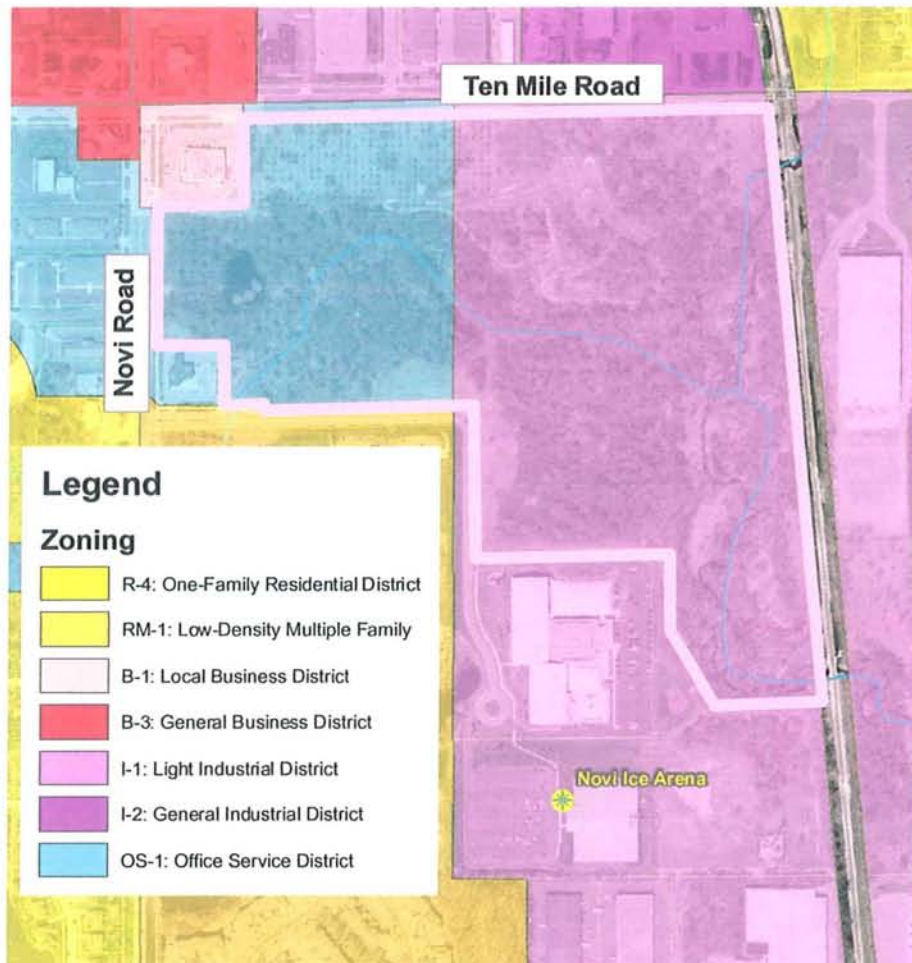 Ten Mile Road
Novi Road
Legend
Zoning
R-4: One-Family Residential District
RM-1: Low-Density Multiple Family
B-1: Local Business District
B-3: General Business District
I-1: Light Industrial District
I-2: General Industrial District
OS-1: Office Service District
Novi Ice Arena